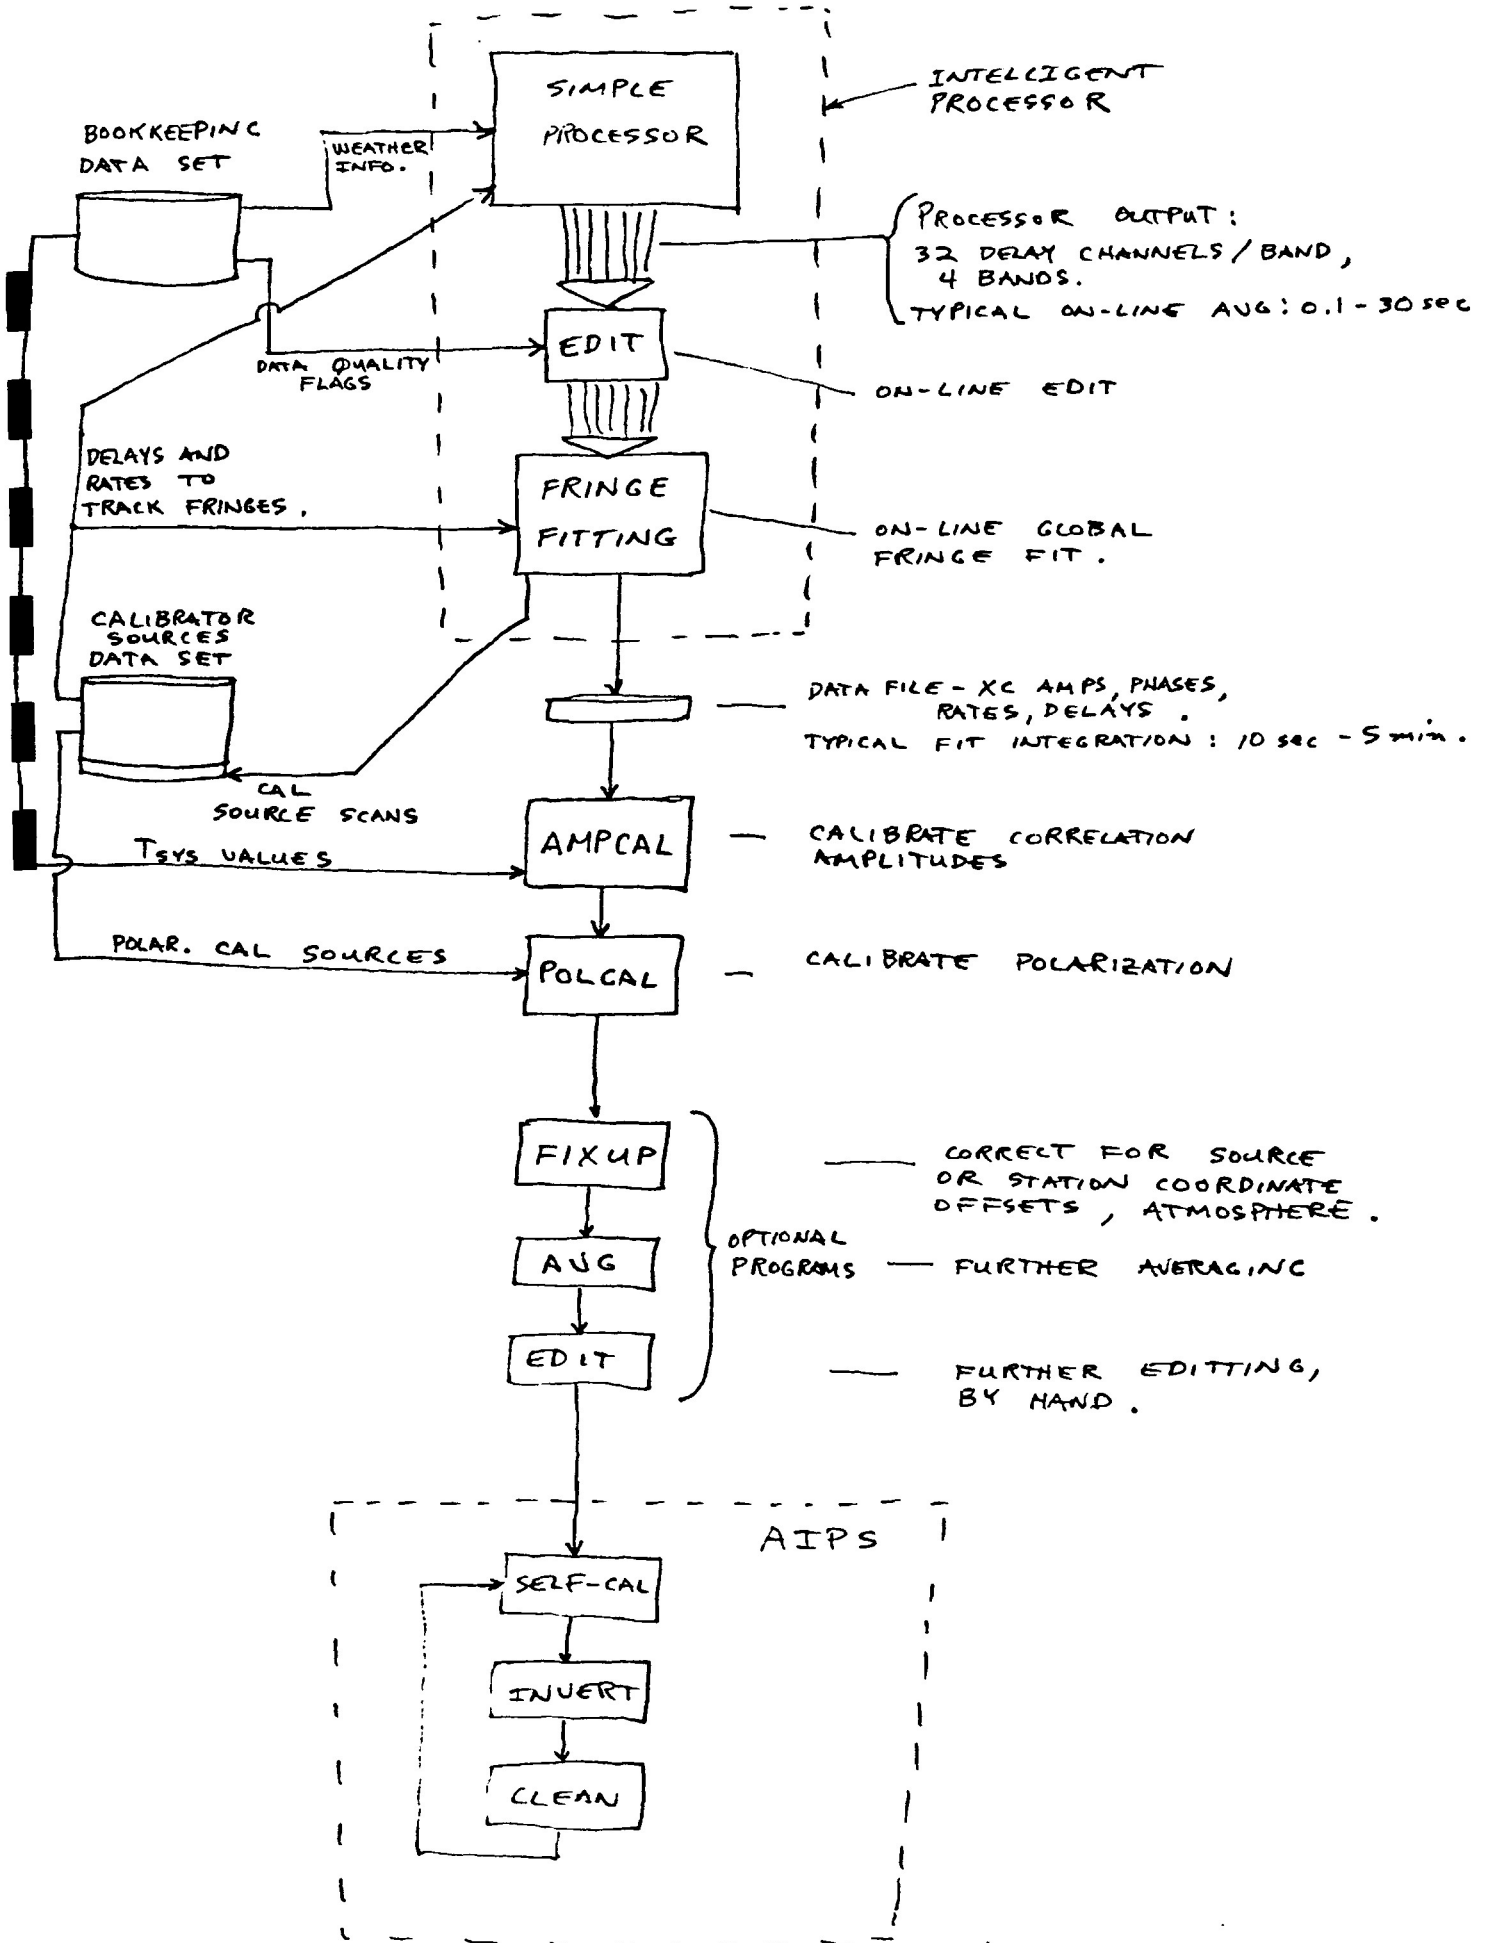 SIMPLE
PROCESSOR
INTELLIGENT
PROCESSOR
BOOKKEEPING
DATA SET
WEATHER
INFO.
PROCESSOR OUTPUT:
32 DELAY CHANNELS/BAND,
4 BANDS.
TYPICAL ON-LINE AVG: 0.1-30 sec
EDIT
DATA QUALITY
FLAGS
ON-LINE EDIT
DELAYS AND
RATES TO
TRACK FRINGES.
FRINGE
FITTING
ON-LINE GLOBAL
FRINGE FIT.
CALIBRATOR
SOURCES
DATA SET
DATA FILE - XC AMPS, PHASES,
RATES, DELAYS.
TYPICAL FIT INTEGRATION: 10 sec - 5 min.
CAL
SOURCE SCANS
AMPCAL
CALIBRATE CORRELATION
AMPLITUDES
TSYS VALUES
POLAR. CAL SOURCES
POLCAL
CALIBRATE POLARIZATION
FIXUP
CORRECT FOR SOURCE
OR STATION COORDINATE
OFFSETS, ATMOSPHERE.
OPTIONAL
PROGRAMS
AVG
FURTHER AVERAGING
EDIT
FURTHER EDITTING,
BY HAND.
AIPS
SELF-CAL
INVERT
CLEAN